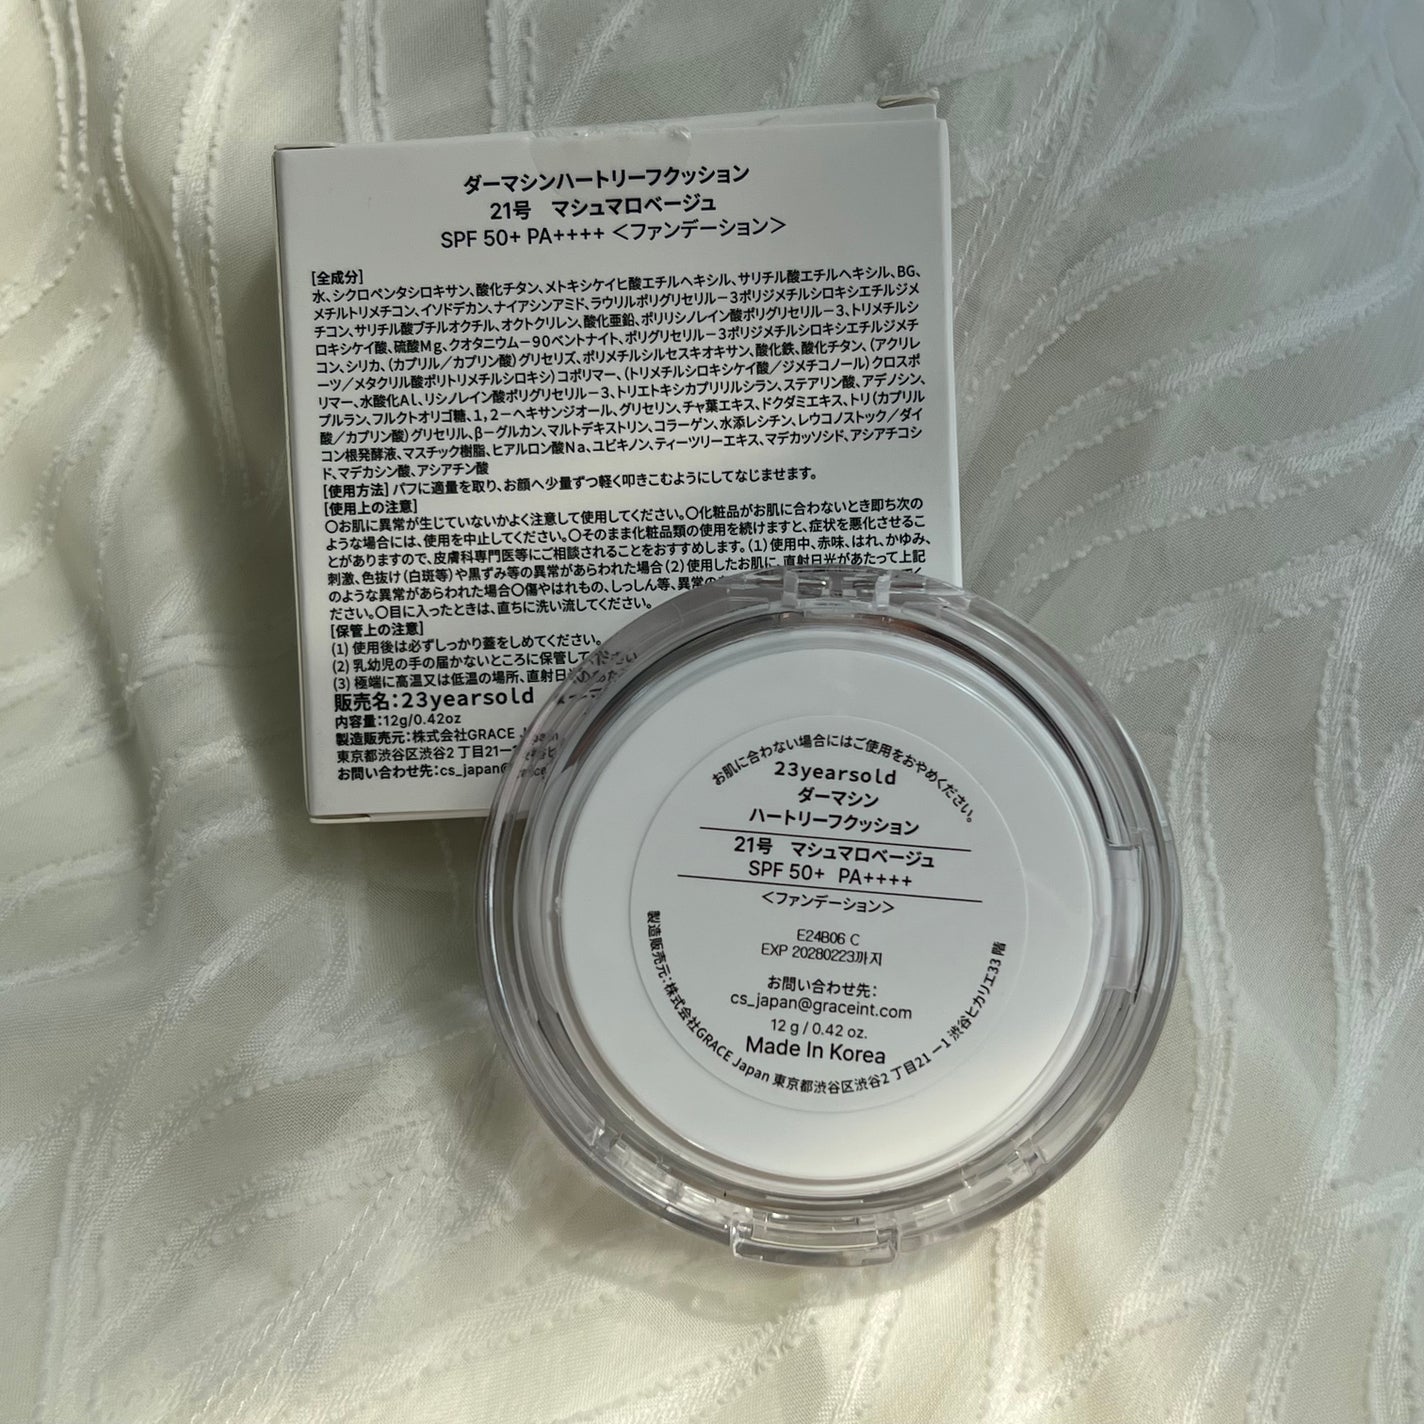 ダーマシンハートリーフクッション
21号　マシュマロベージュ
SPF 50+ PA++++ ＜ファンデーション＞
[全成分]
水、シクロペンタシロキサン、酸化チタン、メトキシケイヒ酸エチルヘキシル、サリチル酸エチルヘキシル、BG、
メチルトリメチコン、イソドデカン、ナイアシンアミド、ラウリルポリグリセリル－3ポリジメチルシロキシエチルジメ
チコン、サリチル酸ブチルオクチル、オクトクリレン、酸化亜鉛、ポリリシノレイン酸ポリグリセリル－3、トリメチルシ
ロキシケイ酸、硫酸Mg、クオタニウム－90ベントナイト、ポリグリセリル－3ポリジメチルシロキシエチルジメチ
コン、シリカ、（カプリル／カプリン酸）グリセリズ、ポリメチルシルセスキオキサン、酸化鉄、酸化チタン、（アクリレ
ーツ／メタクリル酸ポリトリメチルシロキシ）コポリマー、（トリメチルシロキシケイ酸／ジメチコノール）クロスポ
リマー、水酸化Al、リシノレイン酸ポリグリセリル－3、トリエトキシカプリリルシラン、ステアリン酸、アデノシン、
プルラン、フルクトオリゴ糖、1，2－ヘキサンジオール、グリセリン、チャ葉エキス、ドクダミエキス、トリ（カプリル
酸／カプリン酸）グリセリル、β－グルカン、マルトデキストリン、コラーゲン、水添レシチン、レウコノストック／ダイ
コン根発酵液、マスチック樹脂、ヒアルロン酸Na、ユビキノン、ティーツリーエキス、マデカッソシド、アシアチコシ
ド、マデカシン酸、アシアチン酸
[使用方法] パフに適量を取り、お顔へ少量ずつ軽く叩きこむようにしてなじませます。
[使用上の注意]
〇お肌に異常が生じていないかよく注意して使用してください。〇化粧品がお肌に合わないとき即ち次の
ような場合には、使用を中止してください。〇そのまま化粧品類の使用を続けますと、症状を悪化させるこ
とがありますので、皮膚科専門医等にご相談されることをおすすめします。（1）使用中、赤味、はれ、かゆみ、
刺激、色抜け（白斑等）や黒ずみ等の異常があらわれた場合（2）使用したお肌に、直射日光があたって上記
のような異常があらわれた場合〇傷やはれもの、しっしん等、異常の
ださい。〇目に入ったときは、直ちに洗い流してください。
[保管上の注意]
(1) 使用後は必ずしっかり蓋をしめてください。
(2) 乳幼児の手の届かないところに保管して
(3) 極端に高温又は低温の場所、直射日
販売名：23yearsold
内容量：12g/0.42oz
製造販売元：株式会社GRACE
東京都渋谷区渋谷2 丁目21ー
お問い合わせ先：cs_japan@
お肌に合わない場合にはご使用をおやめください。
23yearsold
ダーマシン
ハートリーフクッション
21号　マシュマロベージュ
SPF 50+ PA++++
＜ファンデーション＞
E24B06 C
EXP 20280223까지
お問い合わせ先：
cs_japan@graceint.com
12 g / 0.42 oz.
Made In Korea
製造販売元：株式会社GRACE Japan 東京都渋谷区渋谷2 丁目21 ー1 渋谷ヒカリエ33 階